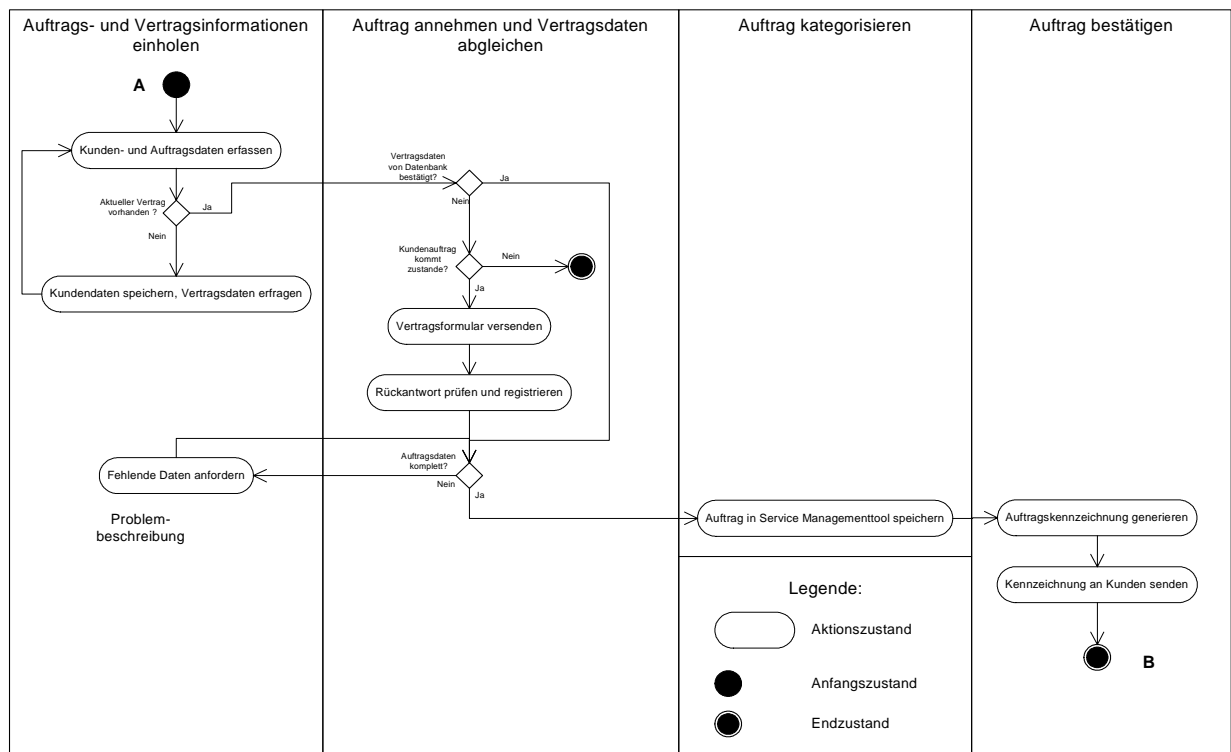 Auftrags- und Vertragsinformationen
einholen
A
Kunden- und Auftragsdaten erfassen
Aktueller Vertrag
vorhanden ?
Ja
Nein
Kundendaten speichern, Vertragsdaten erfragen
Fehlende Daten anfordern
Problem-
beschreibung
Auftrag annehmen und Vertragsdaten
abgleichen
Vertragsdaten
von Datenbank
bestätigt?
Ja
Nein
Kundenauftrag
kommt
zustande?
Nein
Ja
Vertragsformular versenden
Rückantwort prüfen und registrieren
Auftragsdaten
komplett?
Nein
Ja
Auftrag kategorisieren
Auftrag in Service Managementtool speichern
Legende:
Aktionszustand
Anfangszustand
Endzustand
Auftrag bestätigen
Auftragskennzeichnung generieren
Kennzeichnung an Kunden senden
B